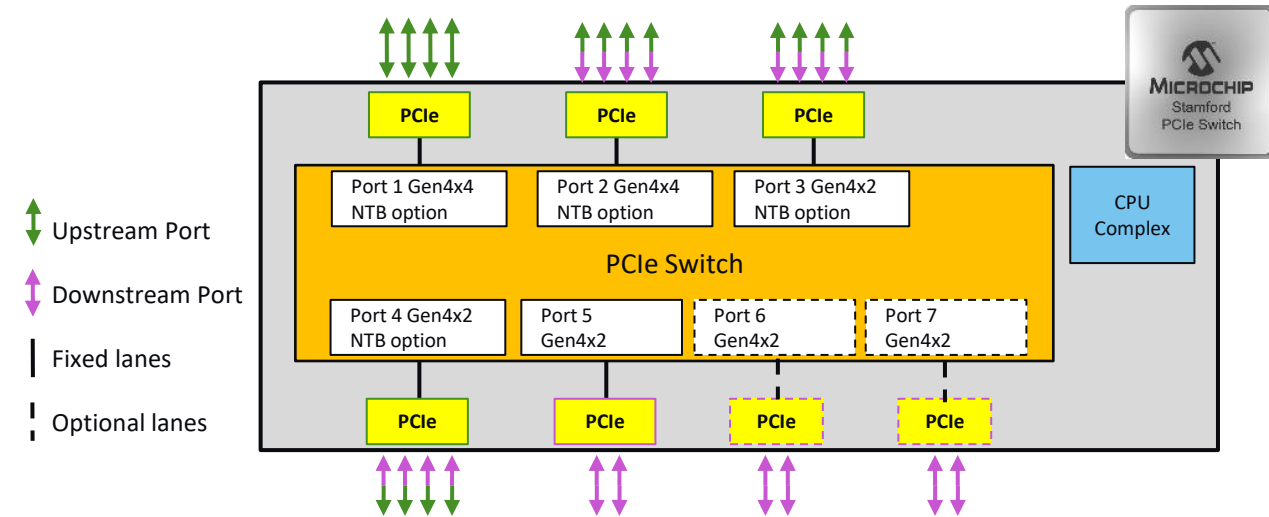 MICROCHIP
Stamford
PCIe Switch
PCIe
PCIe
PCIe
Port 1 Gen4x4
NTB option
Port 2 Gen4x4
NTB option
Port 3 Gen4x2
NTB option
CPU
Complex
Upstream Port
PCIe Switch
Downstream Port
Port 4 Gen4x2
NTB option
Port 5
Gen4x2
Port 6
Gen4x2
Port 7
Gen4x2
Fixed lanes
PCIe
PCIe
PCIe
PCIe
Optional lanes